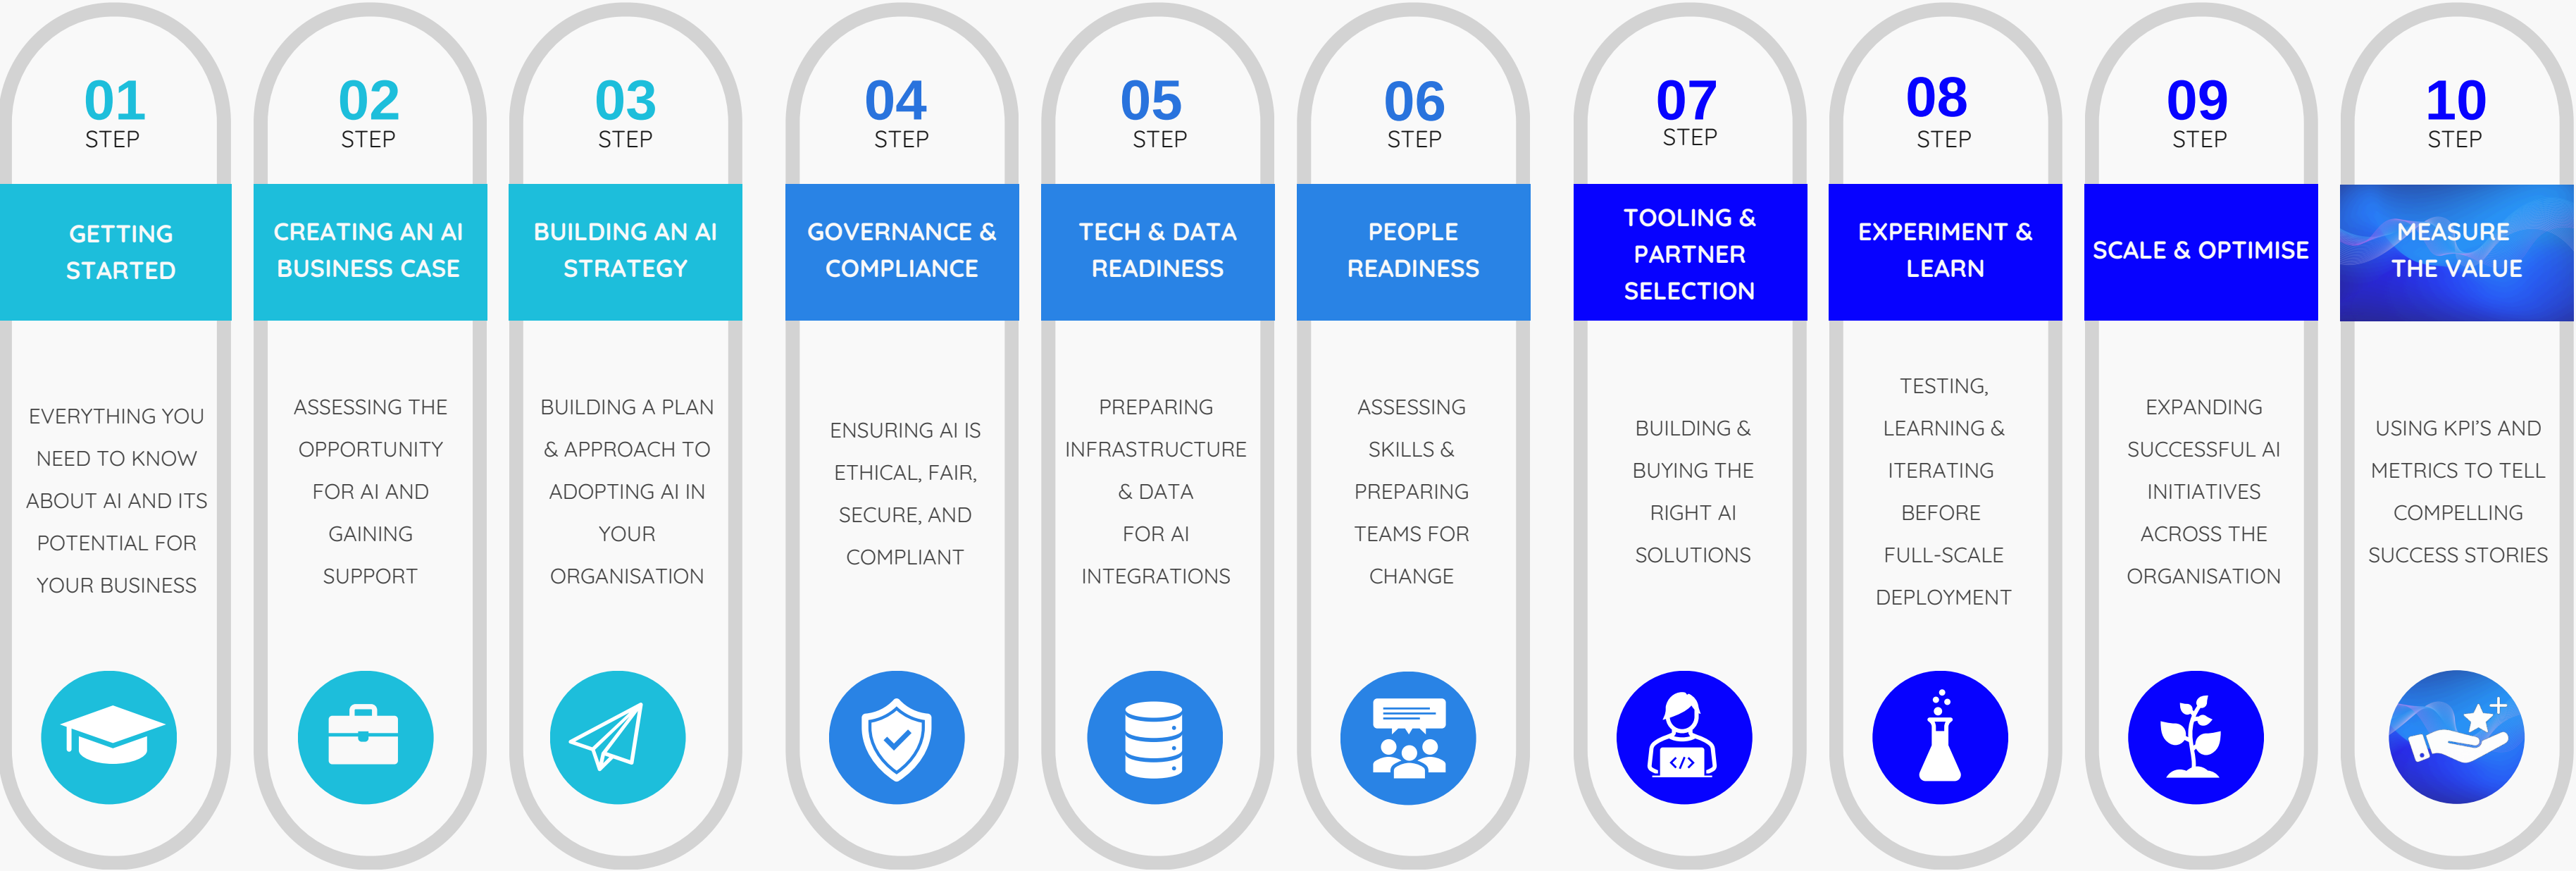 01
STEP
GETTING
STARTED
EVERYTHING YOU
NEED TO KNOW
ABOUT AI AND ITS
POTENTIAL FOR
YOUR BUSINESS
02
STEP
CREATING AN AI
BUSINESS CASE
ASSESSING THE
OPPORTUNITY
FOR AI AND
GAINING
SUPPORT
03
STEP
BUILDING AN AI
STRATEGY
BUILDING A PLAN
& APPROACH TO
ADOPTING AI IN
YOUR
ORGANISATION
04
STEP
GOVERNANCE &
COMPLIANCE
ENSURING AI IS
ETHICAL, FAIR,
SECURE, AND
COMPLIANT
05
STEP
TECH & DATA
READINESS
PREPARING
INFRASTRUCTURE
& DATA
FOR AI
INTEGRATIONS
06
STEP
PEOPLE
READINESS
ASSESSING
SKILLS &
PREPARING
TEAMS FOR
CHANGE
07
STEP
TOOLING &
PARTNER
SELECTION
BUILDING &
BUYING THE
RIGHT AI
SOLUTIONS
</>
08
STEP
EXPERIMENT &
LEARN
TESTING,
LEARNING &
ITERATING
BEFORE
FULL-SCALE
DEPLOYMENT
09
STEP
SCALE & OPTIMISE
EXPANDING
SUCCESSFUL AI
INITIATIVES
ACROSS THE
ORGANISATION
10
STEP
MEASURE
THE VALUE
USING KPI'S AND
METRICS TO TELL
COMPELLING
SUCCESS STORIES